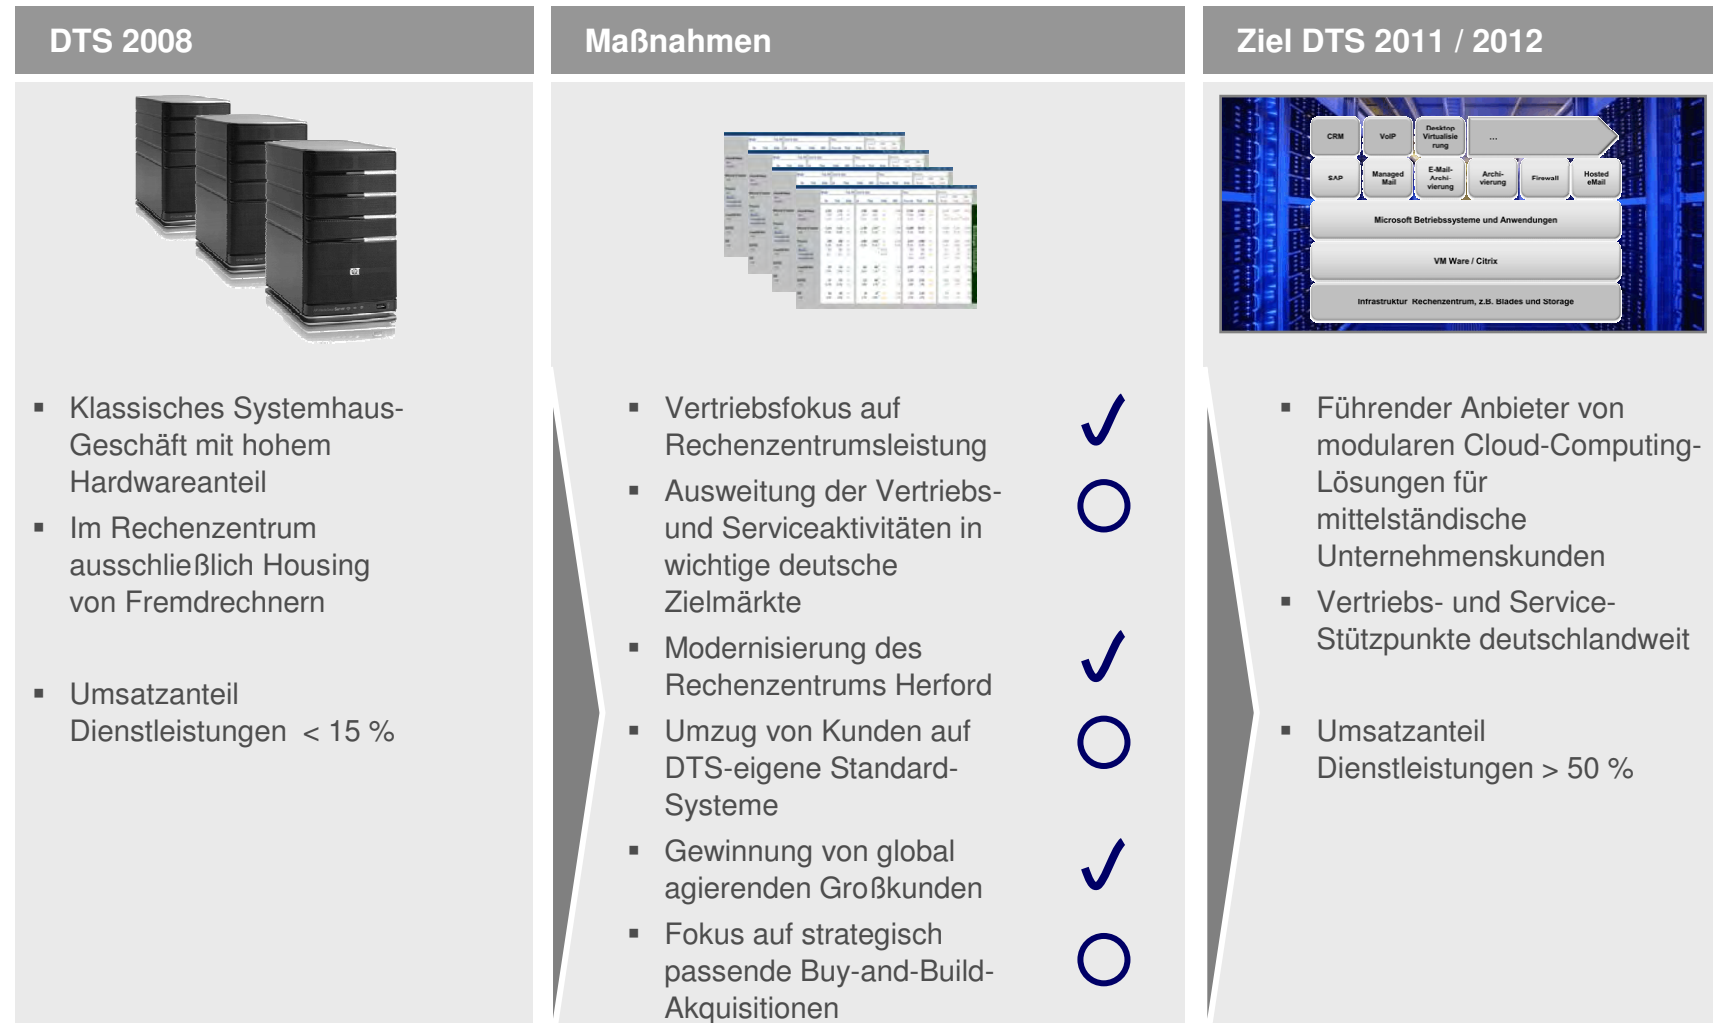 DTS 2008
Klassisches Systemhaus-
Geschäft mit hohem
Hardwareanteil
Im Rechenzentrum
ausschließlich Housing
von Fremdrechnern
Umsatzanteil
Dienstleistungen < 15 %
Maßnahmen
Vertriebsfokus auf
Rechenzentrumsleistung
Ausweitung der Vertriebs-
und Serviceaktivitäten in
wichtige deutsche
Zielmärkte
Modernisierung des
Rechenzentrums Herford
Umzug von Kunden auf
DTS-eigene Standard-
Systeme
Gewinnung von global
agierenden Großkunden
Fokus auf strategisch
passende Buy-and-Build-
Akquisitionen
Ziel DTS 2011 / 2012
CRM
VoIP
Desktop
Virtualisie
rung
...
SAP
Managed
Mail
E-Mail-
Archi-
vierung
Archi-
vierung
Firewall
Hosted
eMail
Microsoft Betriebssysteme und Anwendungen
VM Ware / Citrix
Infrastruktur Rechenzentrum, z.B. Blades und Storage
Führender Anbieter von
modularen Cloud-Computing-
Lösungen für
mittelständische
Unternehmenskunden
Vertriebs- und Service-
Stützpunkte deutschlandweit
Umsatzanteil
Dienstleistungen > 50 %